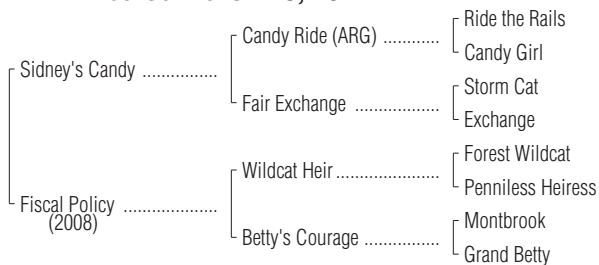 Ride the Rails
Candy Ride (ARG) ............
Candy Girl
Sidney's Candy ................
Storm Cat
Fair Exchange ..................
Exchange
Forest Wildcat
Wildcat Heir ......................
Penniless Heiress
Fiscal Policy ....................
(2008)
Montbrook
Betty's Courage ................
Grand Betty